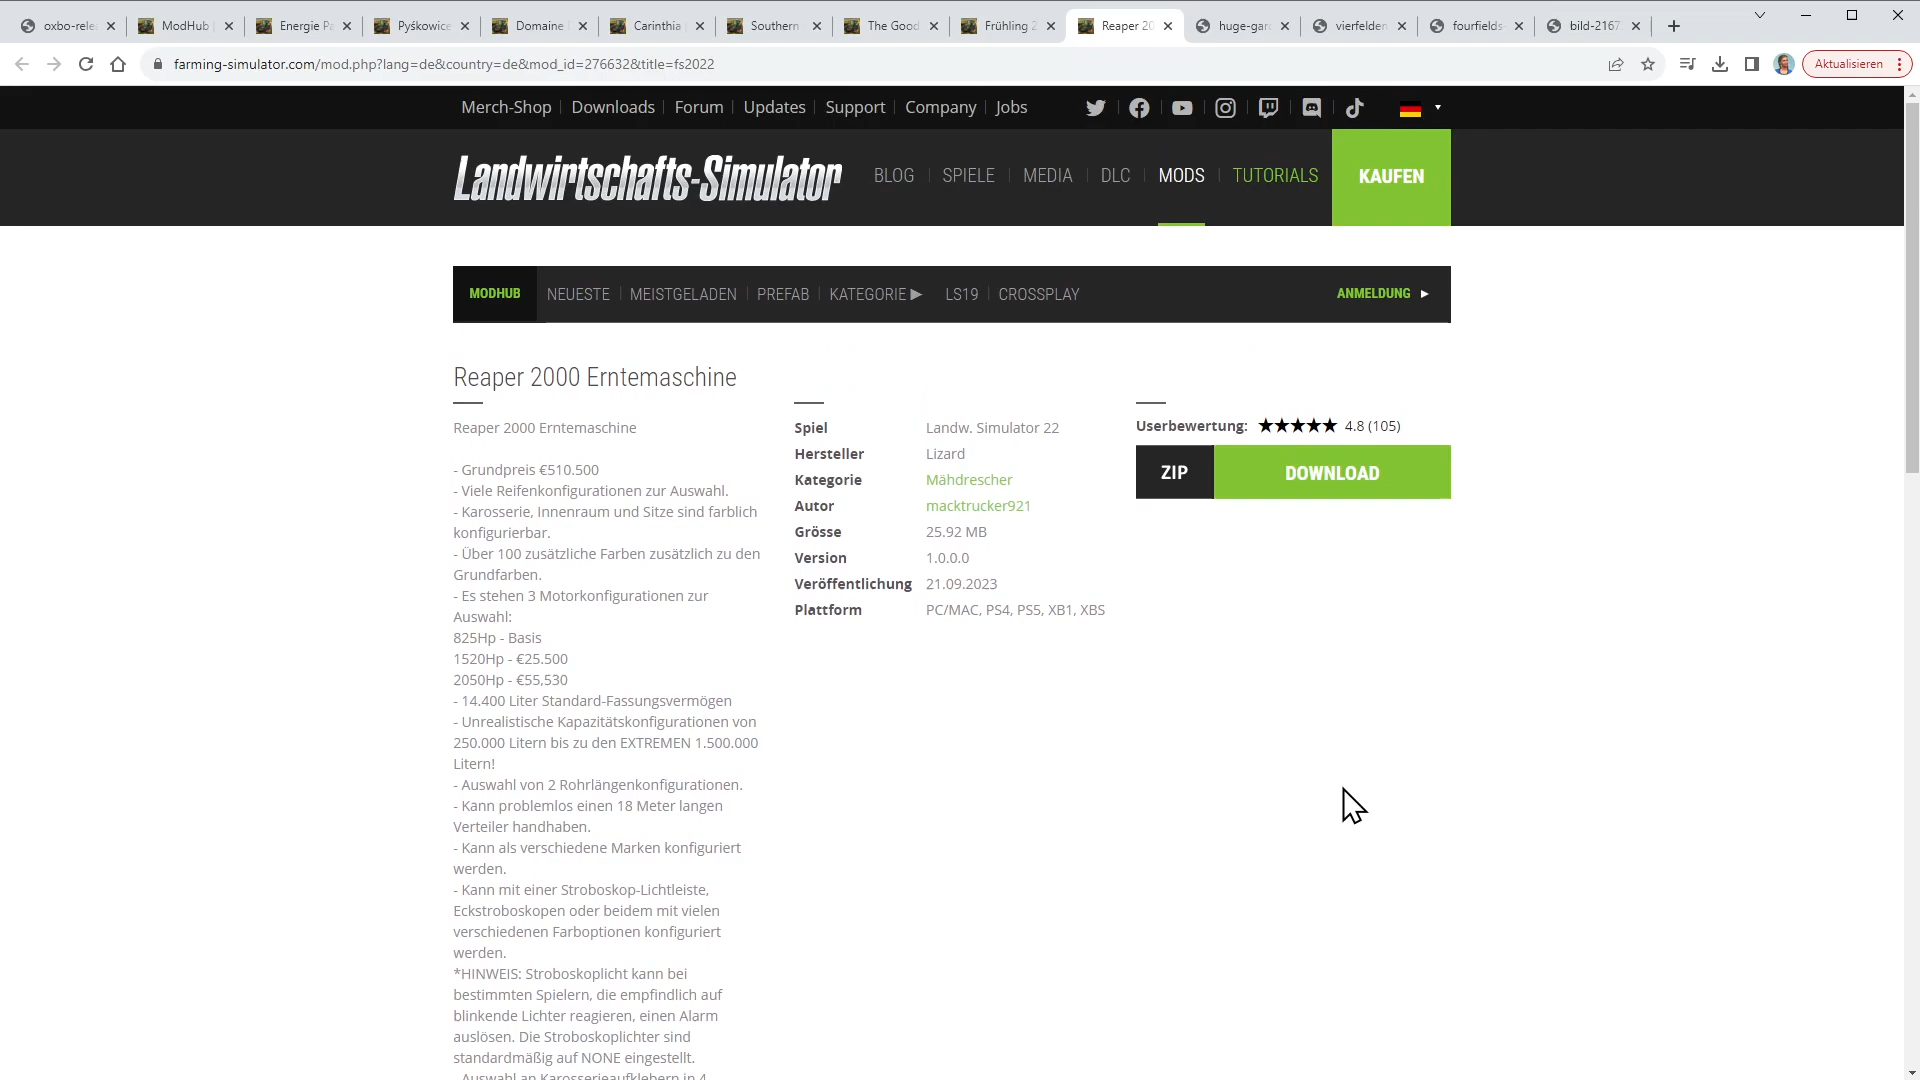 oxbo-rele
ModHub |
Energie Pa
Pyśkowice
Domaine
Carinthia
Southern
The Good
Frühling 2
Reaper 20
huge-gar
vierfelden
fourfields-
bild-2167
farming-simulator.com/mod.php?lang=de&country=de&mod_id=276632&title=fs2022
Aktualisieren
Merch-Shop Downloads Forum Updates Support Company Jobs
Landwirtschafts-Simulator
BLOG SPIELE MEDIA DLC MODS TUTORIALS KAUFEN
MODHUB NEUESTE MEISTGELADEN PREFAB KATEGORIE ▶ LS19 CROSSPLAY ANMELDUNG ▶
Reaper 2000 Erntemaschine
Reaper 2000 Erntemaschine
- Grundpreis €510.500
- Viele Reifenkonfigurationen zur Auswahl.
- Karosserie, Innenraum und Sitze sind farblich
konfigurierbar.
- Über 100 zusätzliche Farben zusätzlich zu den
Grundfarben.
- Es stehen 3 Motorkonfigurationen zur
Auswahl:
825Hp - Basis
1520Hp - €25.500
2050Hp - €55,530
- 14.400 Liter Standard-Fassungsvermögen
- Unrealistische Kapazitätskonfigurationen von
250.000 Litern bis zu den EXTREMEN 1.500.000
Litern!
- Auswahl von 2 Rohrlängenkonfigurationen.
- Kann problemlos einen 18 Meter langen
Verteiler handhaben.
- Kann als verschiedene Marken konfiguriert
werden.
- Kann mit einer Stroboskop-Lichtleiste,
Eckstroboskopen oder beidem mit vielen
verschiedenen Farboptionen konfiguriert
werden.
*HINWEIS: Stroboskoplicht kann bei
bestimmten Spielern, die empfindlich auf
blinkende Lichter reagieren, einen Alarm
auslösen. Die Stroboskoplichter sind
standardmäßig auf NONE eingestellt.
- Auswahl an Karosserieaufklebern in 4
Spiel Landw. Simulator 22
Hersteller Lizard
Kategorie Mähdrescher
Autor macktrucker921
Grösse 25.92 MB
Version 1.0.0.0
Veröffentlichung 21.09.2023
Plattform PC/MAC, PS4, PS5, XB1, XBS
Userbewertung: ★★★★★ 4.8 (105)
ZIP DOWNLOAD